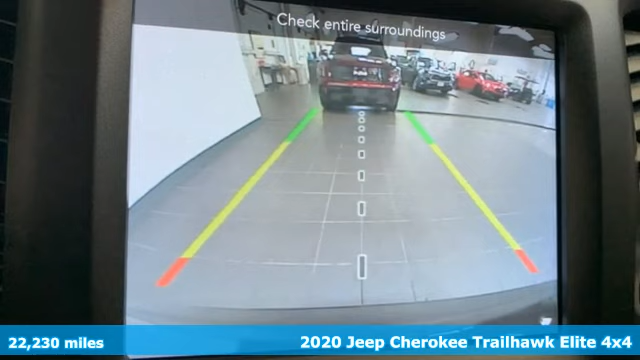 Check entire surroundings
22,230 miles
2020 Jeep Cherokee Trailhawk Elite 4x4